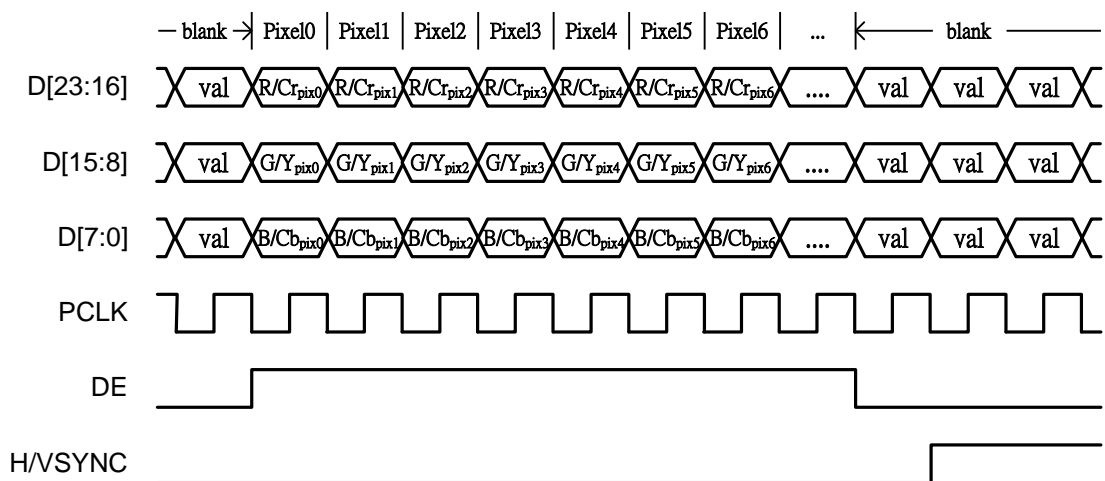 blank Pixel0 Pixel1 Pixel2 Pixel3 Pixel4 Pixel5 Pixel6 ... blank
D[23:16] val R/Crpix0 R/Crpix1 R/Crpix2 R/Crpix3 R/Crpix4 R/Crpix5 R/Crpix6 .... val val val
D[15:8] val G/Ypix0 G/Ypix1 G/Ypix2 G/Ypix3 G/Ypix4 G/Ypix5 G/Ypix6 .... val val val
D[7:0] val B/Cbpix0 B/Cbpix1 B/Cbpix2 B/Cbpix3 B/Cbpix4 B/Cbpix5 B/Cbpix6 .... val val val
PCLK
DE
H/VSYNC